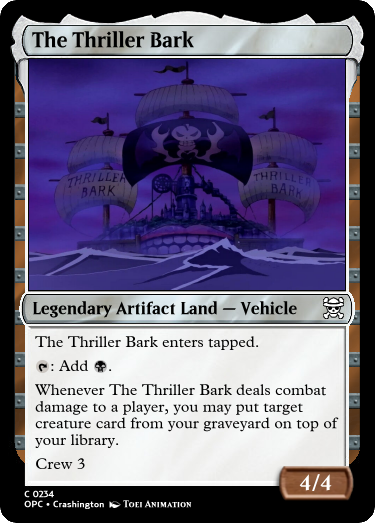 The Thriller Bark
THRILLER
BARK
THRILLER
BARK
Legendary Artifact Land — Vehicle
The Thriller Bark enters tapped.
: Add .
Whenever The Thriller Bark deals combat
damage to a player, you may put target
creature card from your graveyard on top of
your library.
Crew 3
4/4
C 0234
OPC • Crashington TOEI ANIMATION